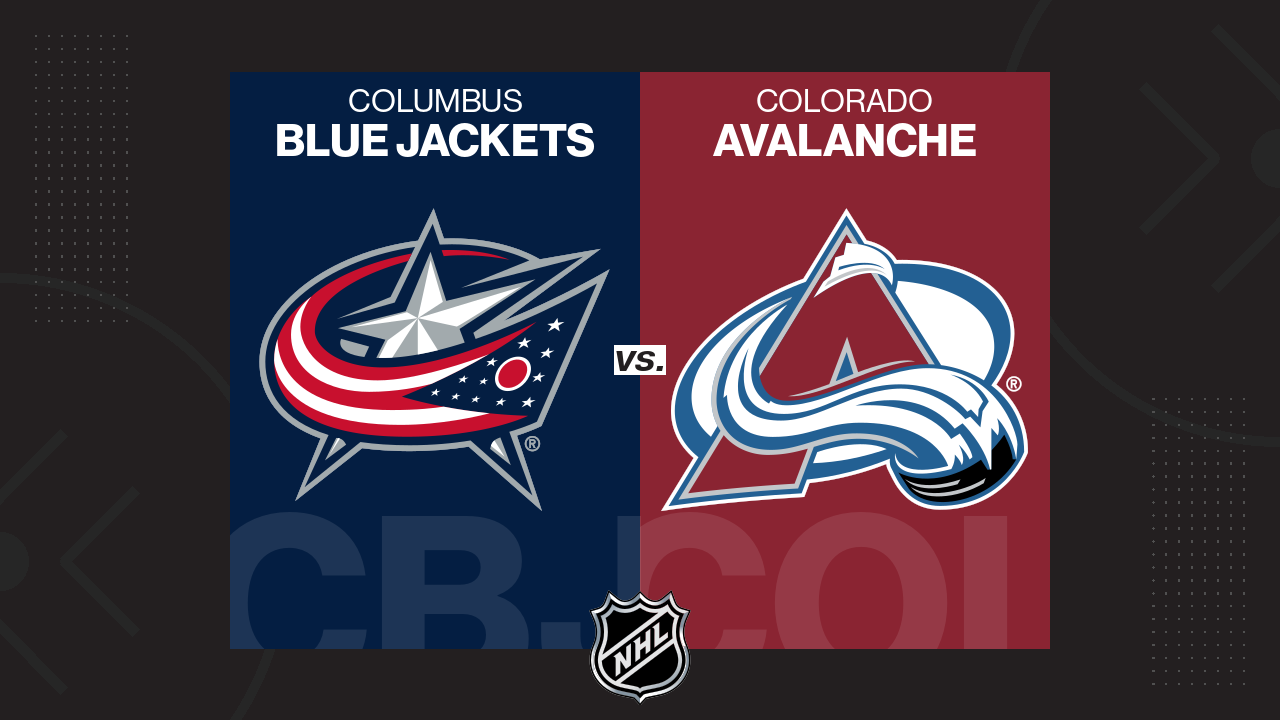 COLUMBUS
BLUE JACKETS
COLORADO
AVALANCHE
®
vs.
®
CBJ
COL
NHL